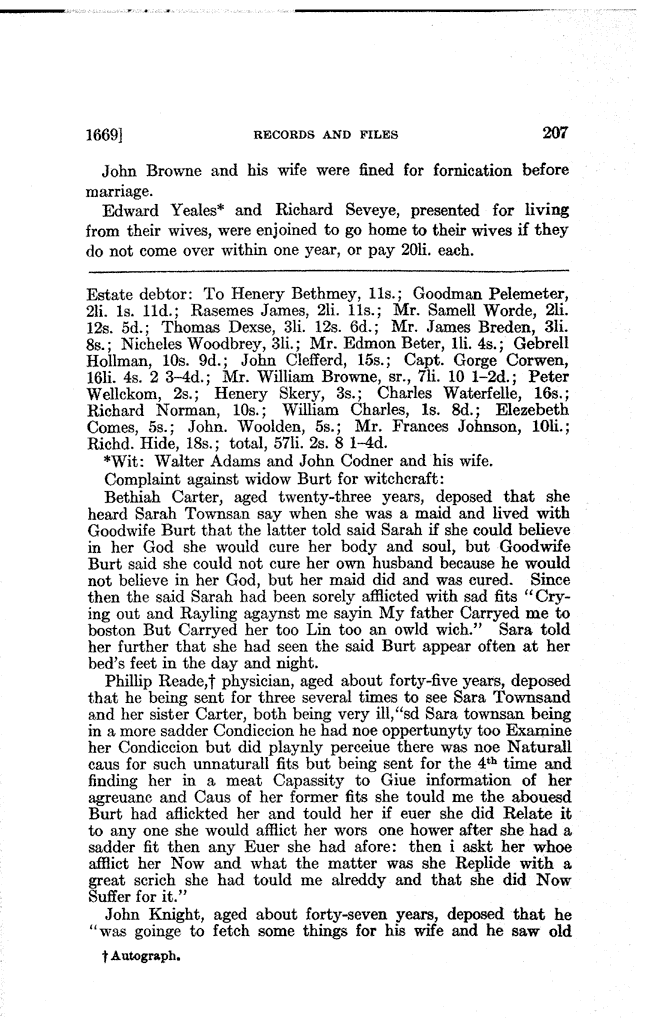 1669] RECORDS AND FILES 207
John Browne and his wife were fined for fornication before
marriage.
Edward Yeales* and Richard Seveye, presented for living
from their wives, were enjoined to go home to their wives if they
do not come over within one year, or pay 20li. each.
Estate debtor: To Henery Bethmey, 11s.; Goodman Pelemeter,
2li. 1s. 11d.; Rasemes James, 2li. 11s.; Mr. Samell Worde, 2li.
12s. 5d.; Thomas Dexse, 3li. 12s. 6d.; Mr. James Breden, 3li.
8s.; Nicheles Woodbrey, 3li.; Mr. Edmon Beter, 1li. 4s.; Gebrell
Hollman, 10s. 9d.; John Clefferd, 15s.; Capt. Gorge Corwen,
16li. 4s. 2 3-4d.; Mr. William Browne, sr., 7li. 10 1-2d.; Peter
Wellckom, 2s.; Henery Skery, 3s.; Charles Waterfelle, 16s.;
Richard Norman, 10s.; William Charles, 1s. 8d.; Elezebeth
Comes, 5s.; John. Woolden, 5s.; Mr. Frances Johnson, 10li.;
Richd. Hide, 18s.; total, 57li. 2s. 8 1-4d.
*Wit: Walter Adams and John Codner and his wife.
Complaint against widow Burt for witchcraft:
Bethiah Carter, aged twenty-three years, deposed that she
heard Sarah Townsan say when she was a maid and lived with
Goodwife Burt that the latter told said Sarah if she could believe
in her God she would cure her body and soul, but Goodwife
Burt said she could not cure her own husband because he would
not believe in her God, but her maid did and was cured. Since
then the said Sarah had been sorely afflicted with sad fits "Cry-
ing out and Rayling agaynst me sayin My father Carryed me to
boston But Carryed her too Lin too an owld wich." Sara told
her further that she had seen the said Burt appear often at her
bed's feet in the day and night.
Phillip Reade,† physician, aged about forty-five years, deposed
that he being sent for three several times to see Sara Townsand
and her sister Carter, both being very ill,"sd Sara townsan being
in a more sadder Condiccion he had noe oppertunyty too Examine
her Condiccion but did playnly perceiue there was noe Naturall
caus for such unnaturall fits but being sent for the 4th time and
finding her in a meat Capassity to Giue information of her
agreuanc and Caus of her former fits she tould me the abouesd
Burt had aflickted her and tould her if euer she did Relate it
to any one she would afflict her wors one hower after she had a
sadder fit then any Euer she had afore: then i askt her whoe
afflict her Now and what the matter was she Replide with a
great scrich she had tould me alreddy and that she did Now
Suffer for it."
John Knight, aged about forty-seven years, deposed that he
"was goinge to fetch some things for his wife and he saw old
† Autograph.